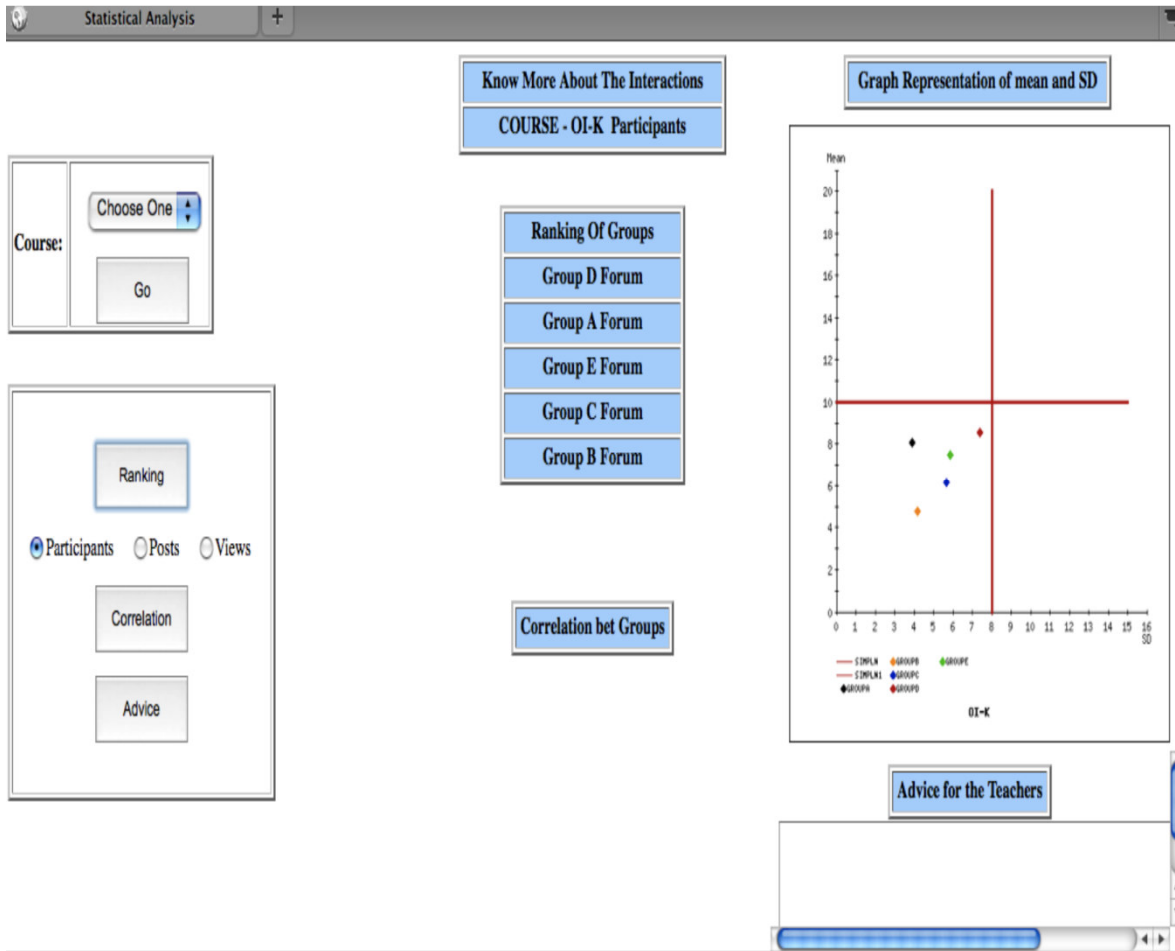 Statistical Analysis
+
Course:
Choose One
Go
Ranking
Participants Posts Views
Correlation
Advice
Know More About The Interactions
COURSE - OI-K Participants
Ranking Of Groups
Group D Forum
Group A Forum
Group E Forum
Group C Forum
Group B Forum
Correlation bet Groups
Graph Representation of mean and SD
Mean
20
18
16
14
12
10
8
6
4
2
0
0 1 2 3 4 5 6 7 8 9 10 11 12 13 14 15 16
SD
SIMPLN GROUPB GROUPE
SIMPLN1 GROUPC
GROUPA GROUPD
OI-K
Advice for the Teachers